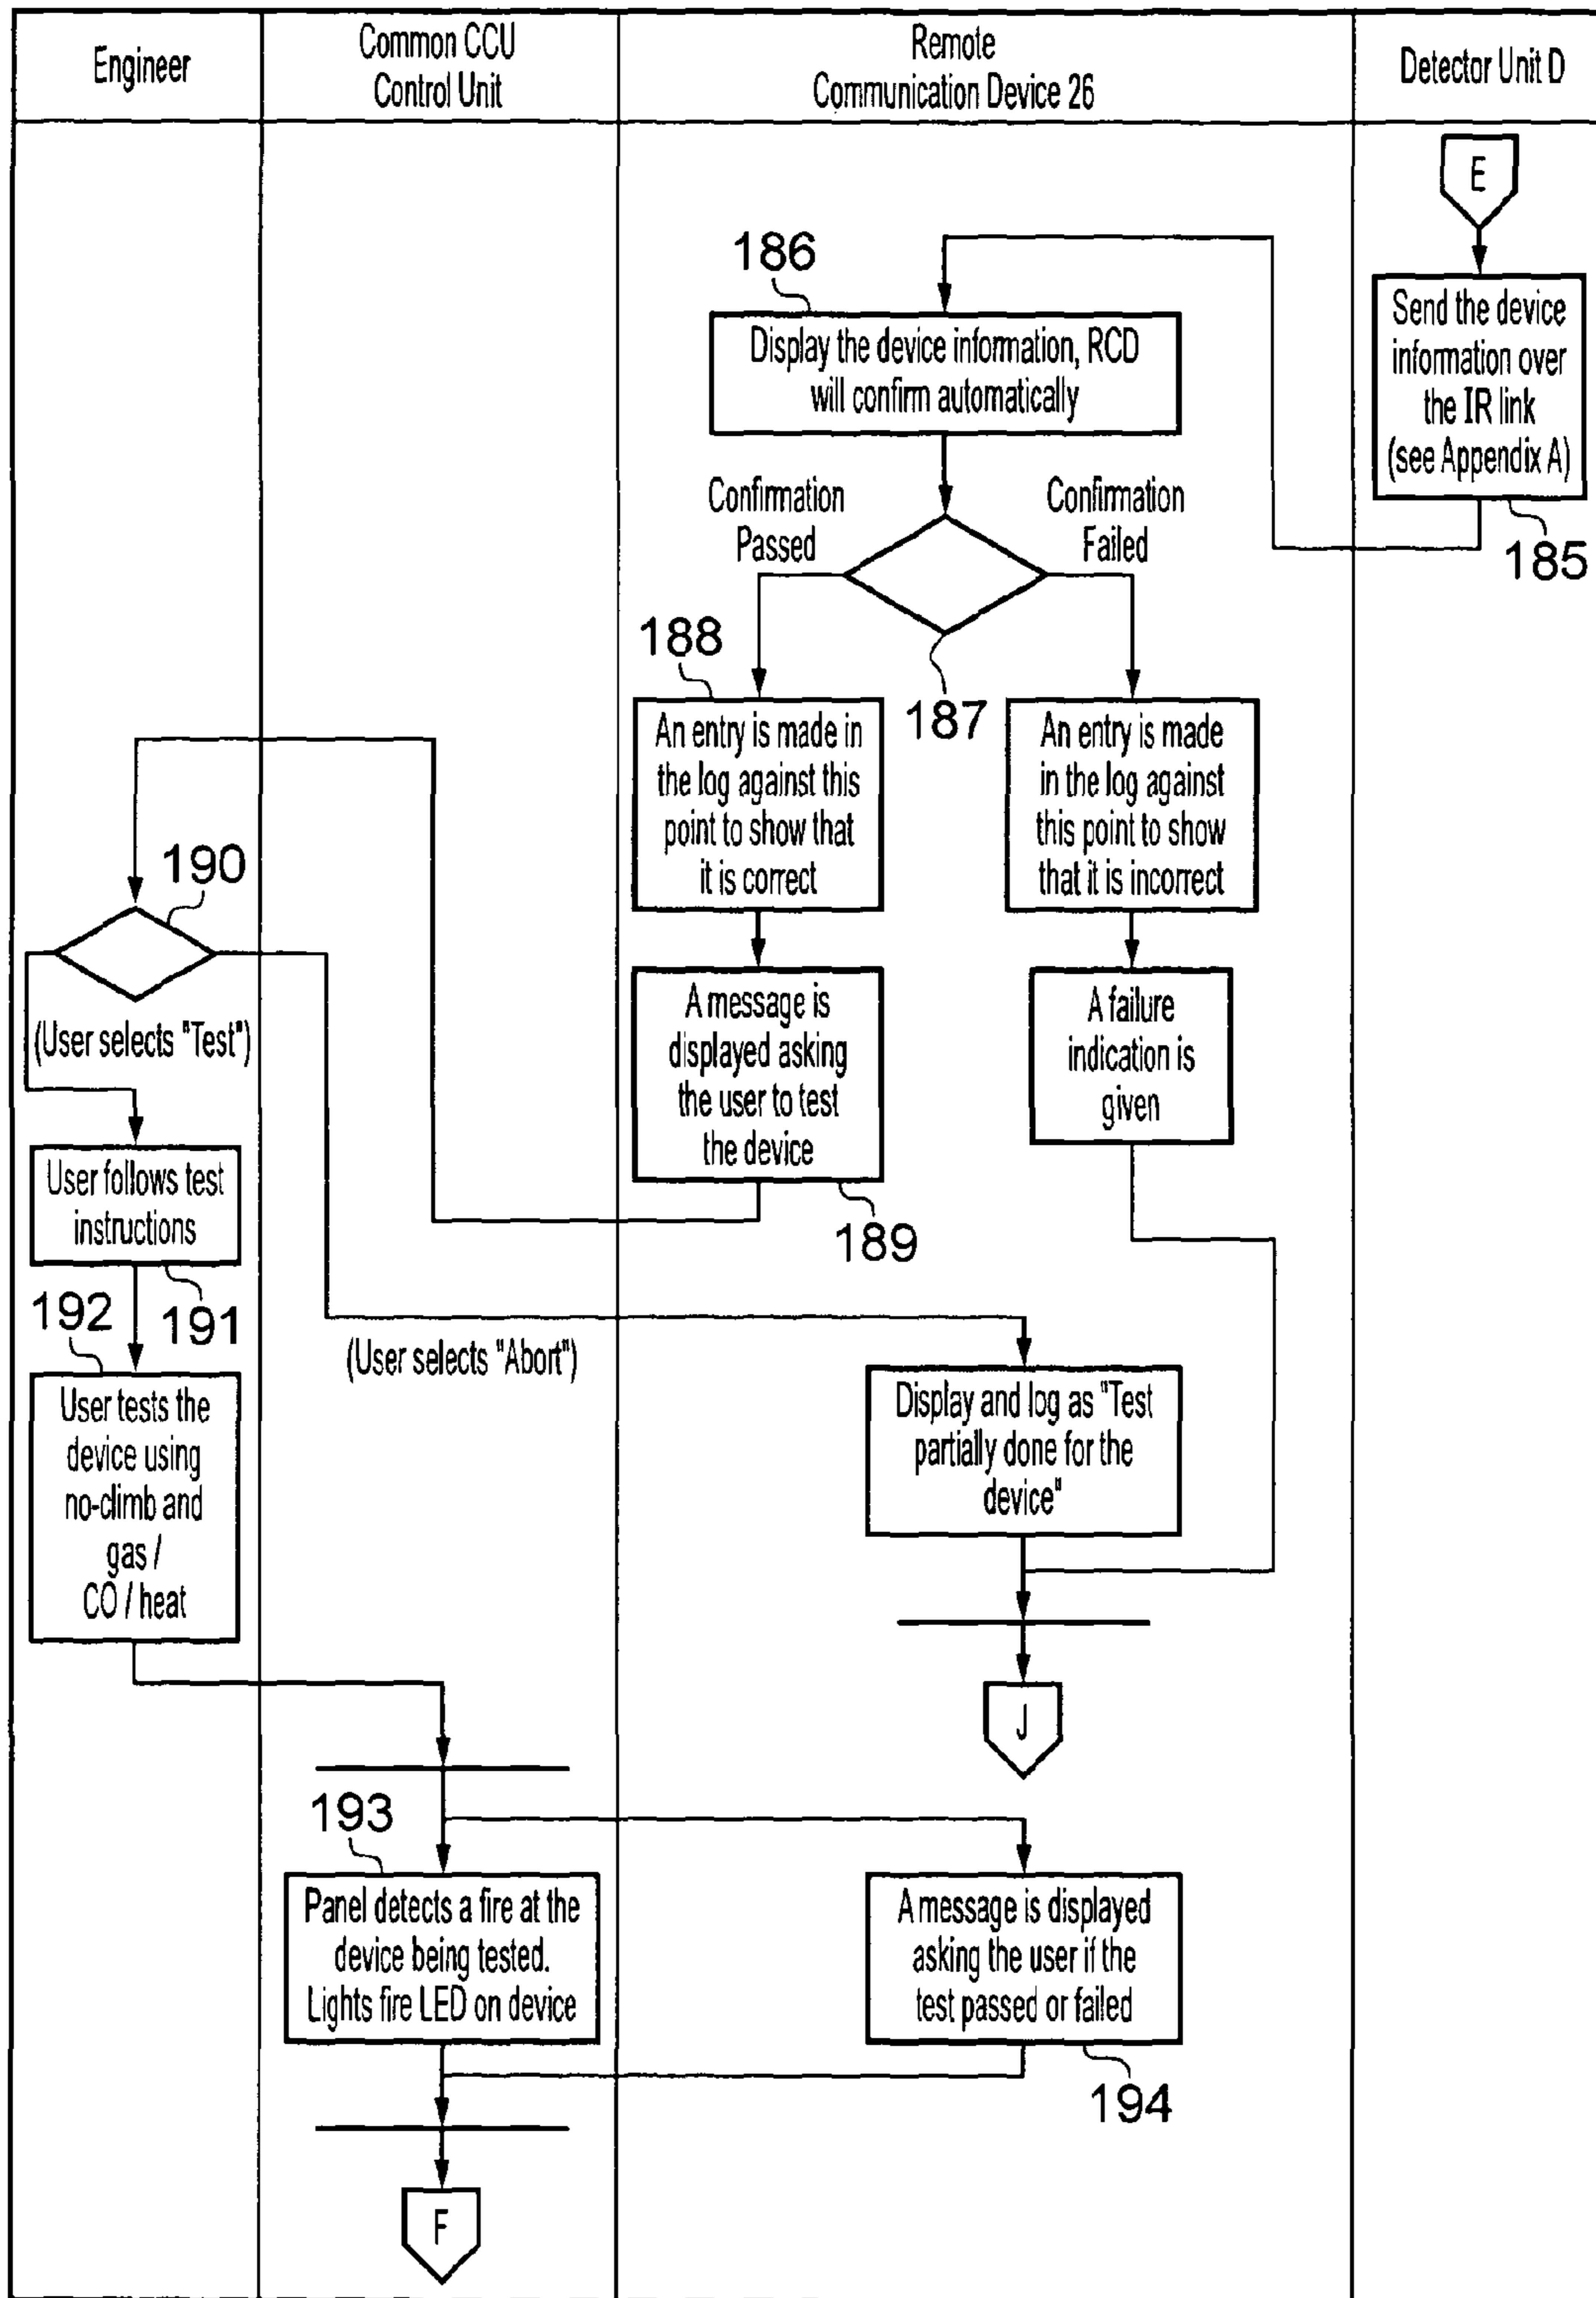 Engineer
Common CCU
Control Unit
Remote
Communication Device 26
Detector Unit D
E
Send the device
information over
the IR link
(see Appendix A)
185
186
Display the device information, RCD
will confirm automatically
Confirmation
Passed
Confirmation
Failed
187
188
An entry is made in
the log against this
point to show that
it is correct
An entry is made
in the log against
this point to show
that it is incorrect
A message is
displayed asking
the user to test
the device
189
A failure
indication is
given
190
(User selects "Test")
User follows test
instructions
191
192
User tests the
device using
no-climb and
gas /
CO / heat
(User selects "Abort")
Display and log as "Test
partially done for the
device"
J
193
Panel detects a fire at the
device being tested.
Lights fire LED on device
A message is displayed
asking the user if the
test passed or failed
194
F